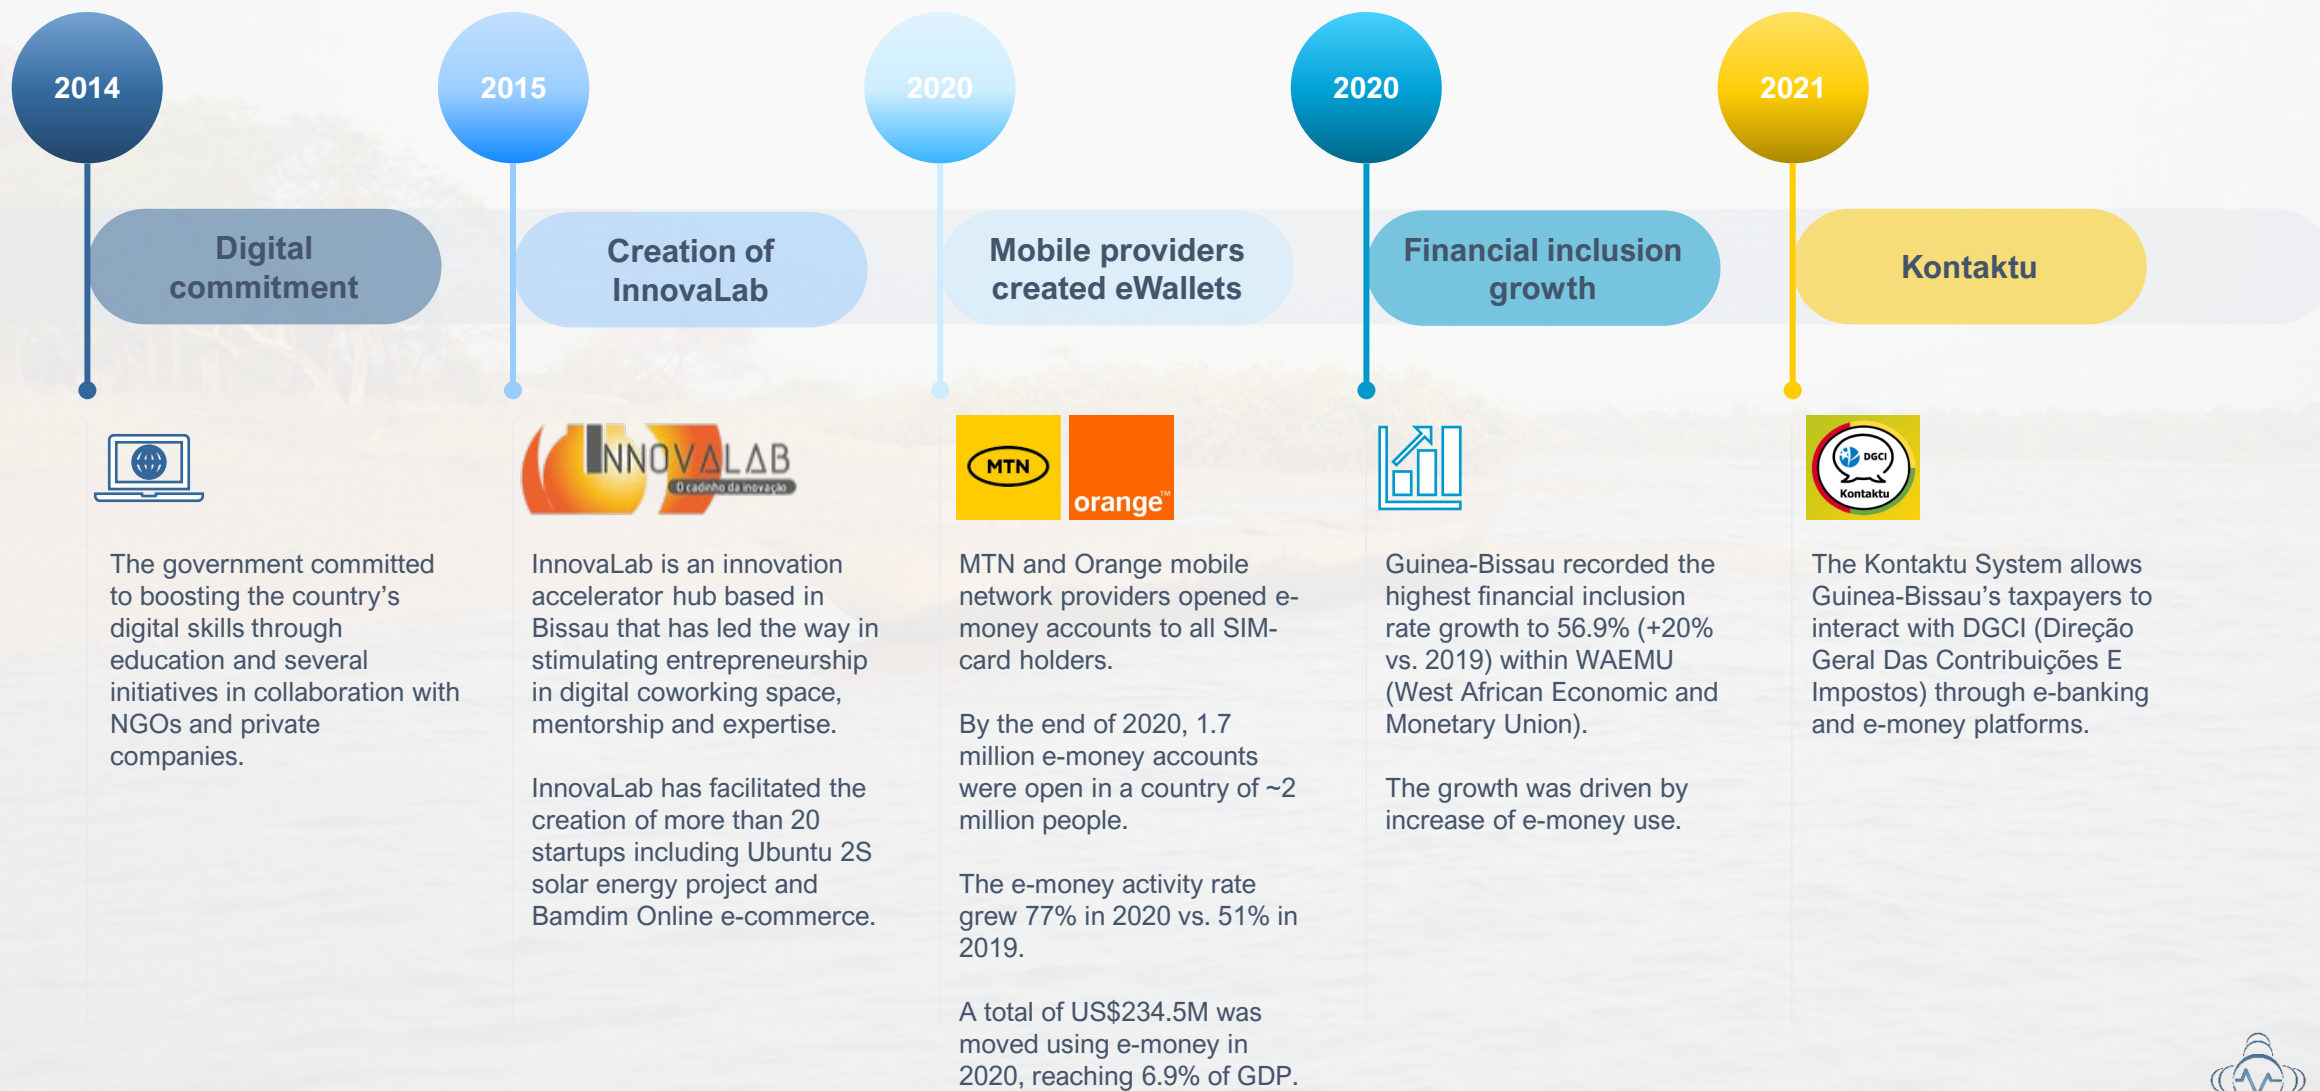 2014
2015
2020
2020
2021
Digital
commitment
Creation of
InnovaLab
Mobile providers
created eWallets
Financial inclusion
growth
Kontaktu
INNOVALAB
O cadinho da inovação
MTN
orange™
DGCI
Kontaktu
The government committed
to boosting the country’s
digital skills through
education and several
initiatives in collaboration with
NGOs and private
companies.
InnovaLab is an innovation
accelerator hub based in
Bissau that has led the way in
stimulating entrepreneurship
in digital coworking space,
mentorship and expertise.
InnovaLab has facilitated the
creation of more than 20
startups including Ubuntu 2S
solar energy project and
Bamdim Online e-commerce.
MTN and Orange mobile
network providers opened e-
money accounts to all SIM-
card holders.
By the end of 2020, 1.7
million e-money accounts
were open in a country of ~2
million people.
The e-money activity rate
grew 77% in 2020 vs. 51% in
2019.
A total of US$234.5M was
moved using e-money in
2020, reaching 6.9% of GDP.
Guinea-Bissau recorded the
highest financial inclusion
rate growth to 56.9% (+20%
vs. 2019) within WAEMU
(West African Economic and
Monetary Union).
The growth was driven by
increase of e-money use.
The Kontaktu System allows
Guinea-Bissau’s taxpayers to
interact with DGCI (Direção
Geral Das Contribuições E
Impostos) through e-banking
and e-money platforms.